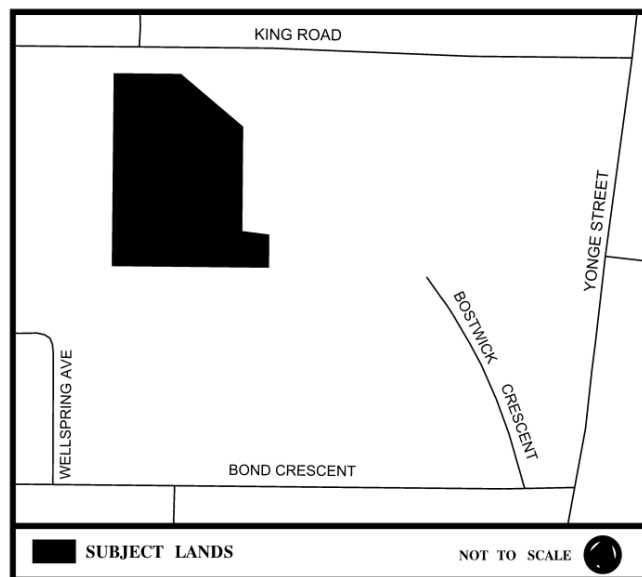 KING ROAD
YONGE STREET
BOSTWICK CRESCENT
WELLSPRING AVE
BOND CRESCENT
SUBJECT LANDS
NOT TO SCALE